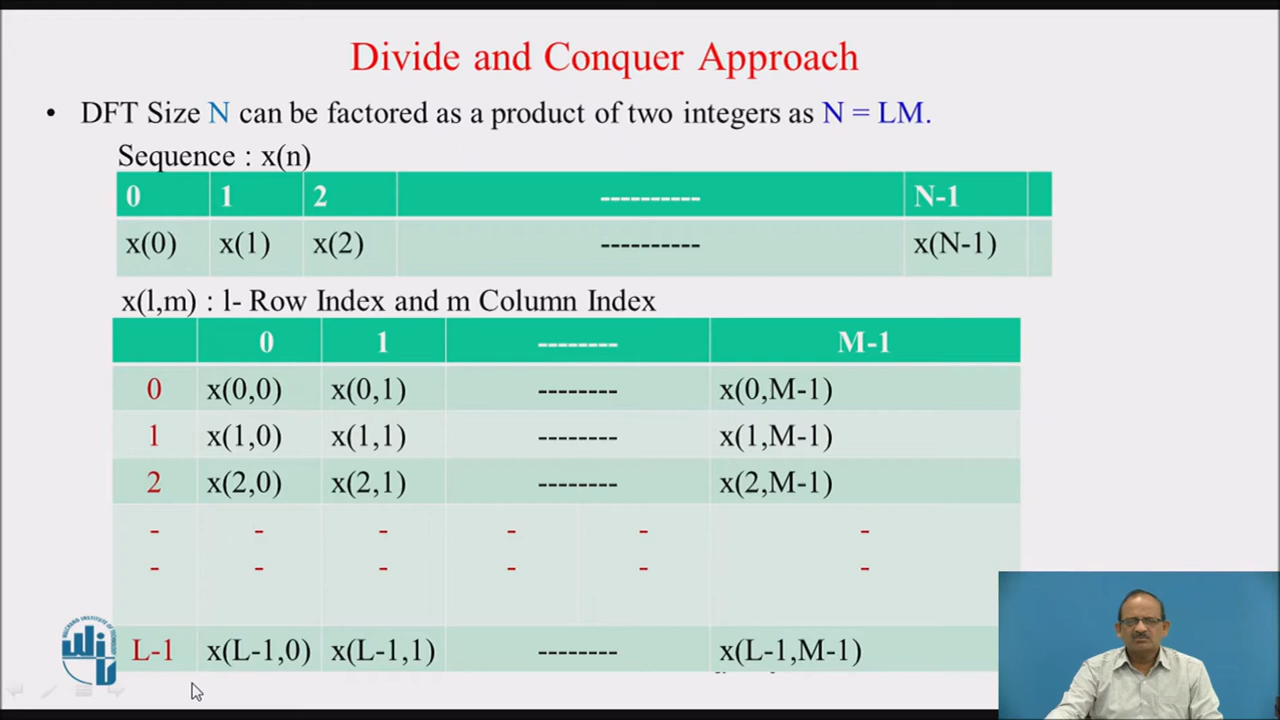 Divide and Conquer Approach
• DFT Size N can be factored as a product of two integers as N = LM.
Sequence : x(n)
0 1 2 ---------- N-1
x(0) x(1) x(2) ---------- x(N-1)
x(l,m) : l- Row Index and m Column Index
0 1 -------- M-1
0 x(0,0) x(0,1) -------- x(0,M-1)
1 x(1,0) x(1,1) -------- x(1,M-1)
2 x(2,0) x(2,1) -------- x(2,M-1)
- - - - - -
- - - - - -
L-1 x(L-1,0) x(L-1,1) -------- x(L-1,M-1)